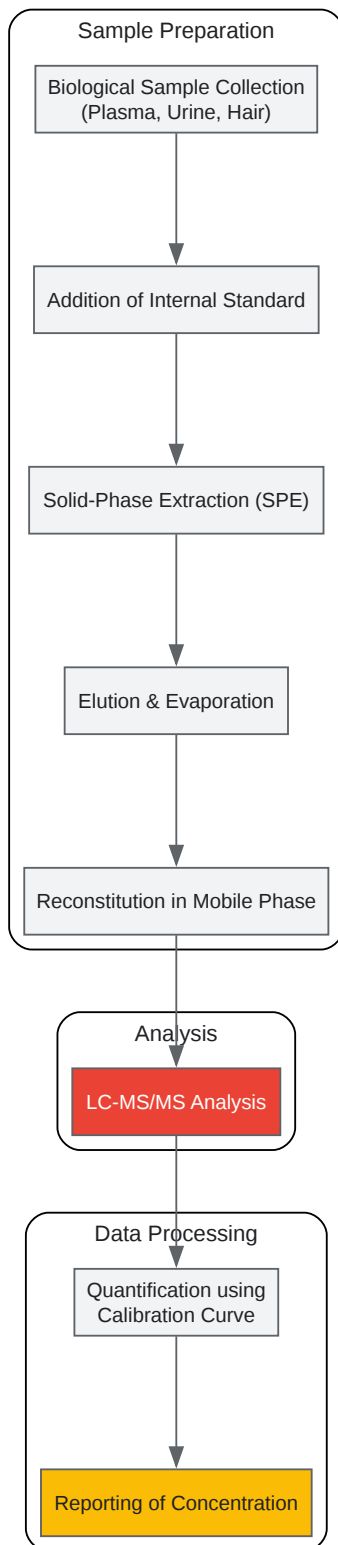 Sample Preparation
Biological Sample Collection
(Plasma, Urine, Hair)
Addition of Internal Standard
Solid-Phase Extraction (SPE)
Elution & Evaporation
Reconstitution in Mobile Phase
Analysis
LC-MS/MS Analysis
Data Processing
Quantification using
Calibration Curve
Reporting of Concentration